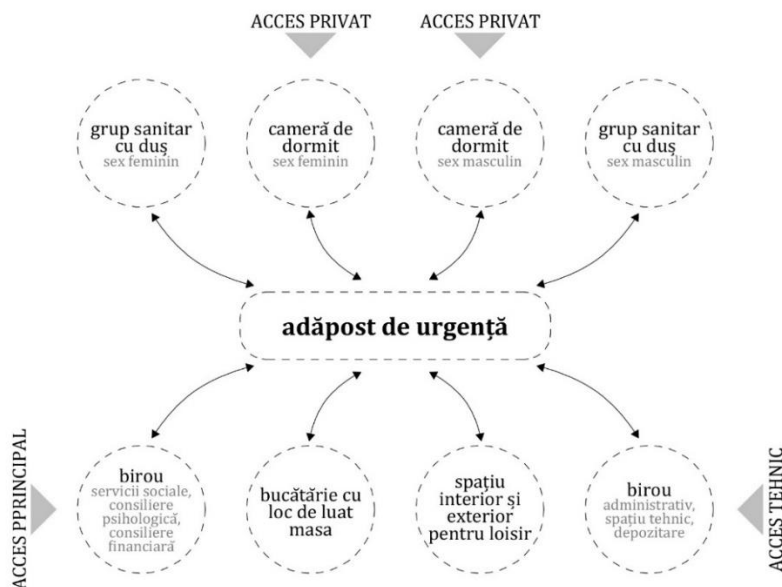 ACCES PRIVAT
ACCES PRIVAT
grup sanitar
cu duș
sex feminin
cameră de
dormit
sex feminin
cameră de
dormit
sex masculin
grup sanitar
cu duș
sex masculin
adăpost de urgență
ACCES PPRINCIPAL
birou
servicii sociale,
consiliere
psihologică,
consiliere
financiară
bucătărie cu
loc de luat
masa
spațiu
interior și
exterior
pentru loisir
birou
administrativ,
spațiu tehnic,
depozitare
ACCES TEHNIC